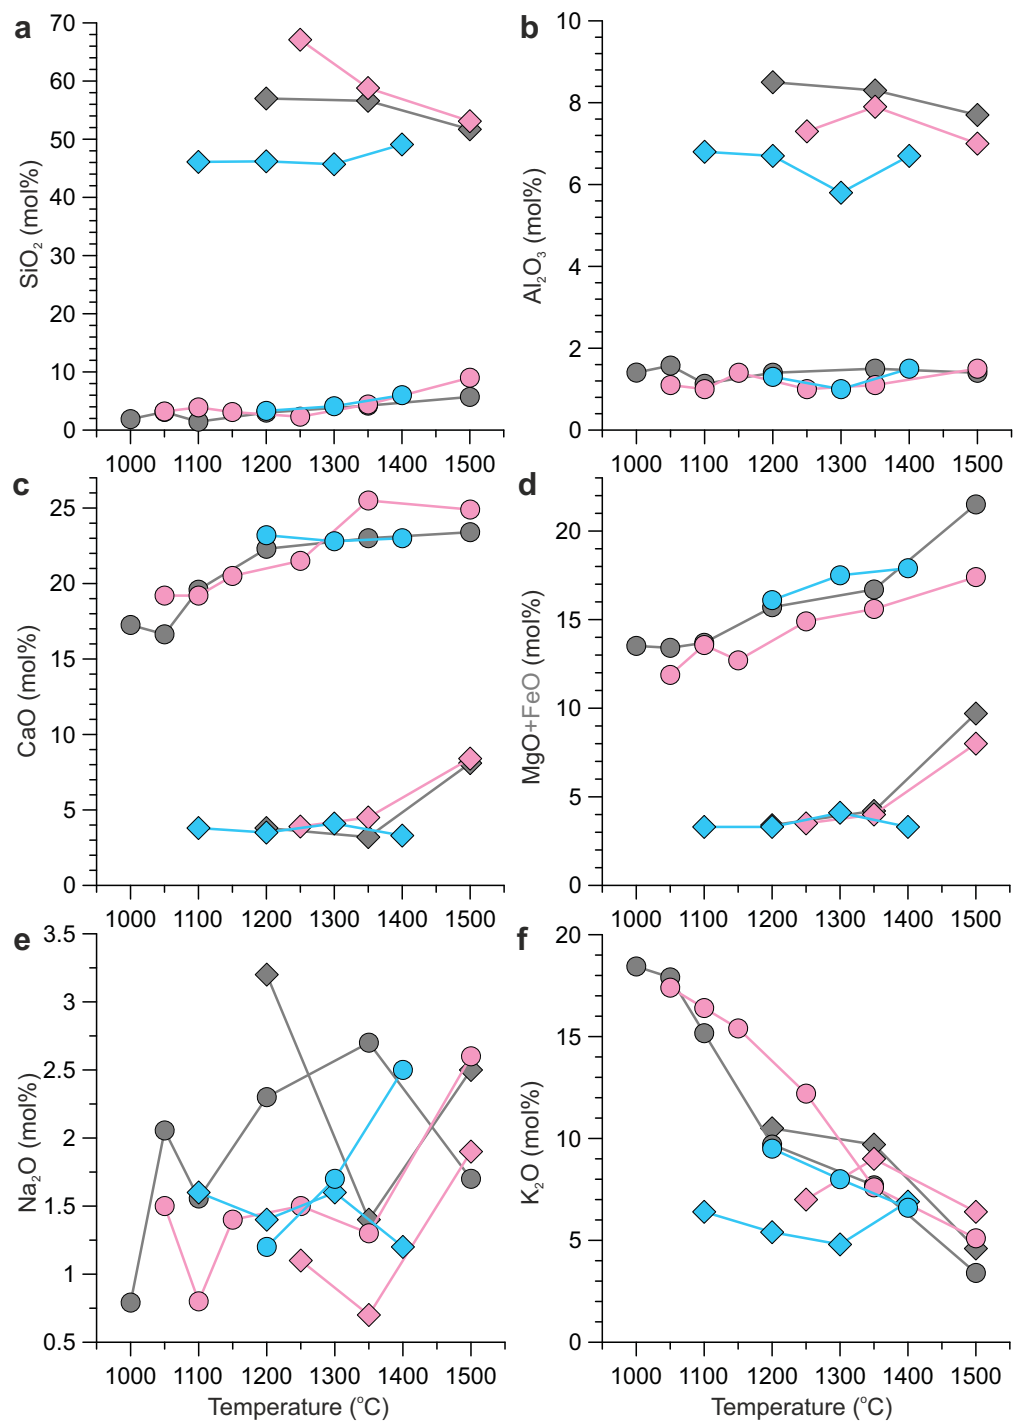 a
70
60
50
40
30
20
10
0
SiO₂ (mol%)
1000 1100 1200 1300 1400 1500
b
10
8
6
4
2
0
Al₂O₃ (mol%)
1000 1100 1200 1300 1400 1500
c
25
20
15
10
5
0
CaO (mol%)
1000 1100 1200 1300 1400 1500
d
20
15
10
5
0
MgO+FeO (mol%)
1000 1100 1200 1300 1400 1500
e
3.5
3
2.5
2
1.5
1
0.5
Na₂O (mol%)
1000 1100 1200 1300 1400 1500
Temperature (°C)
f
20
15
10
5
0
K₂O (mol%)
1000 1100 1200 1300 1400 1500
Temperature (°C)